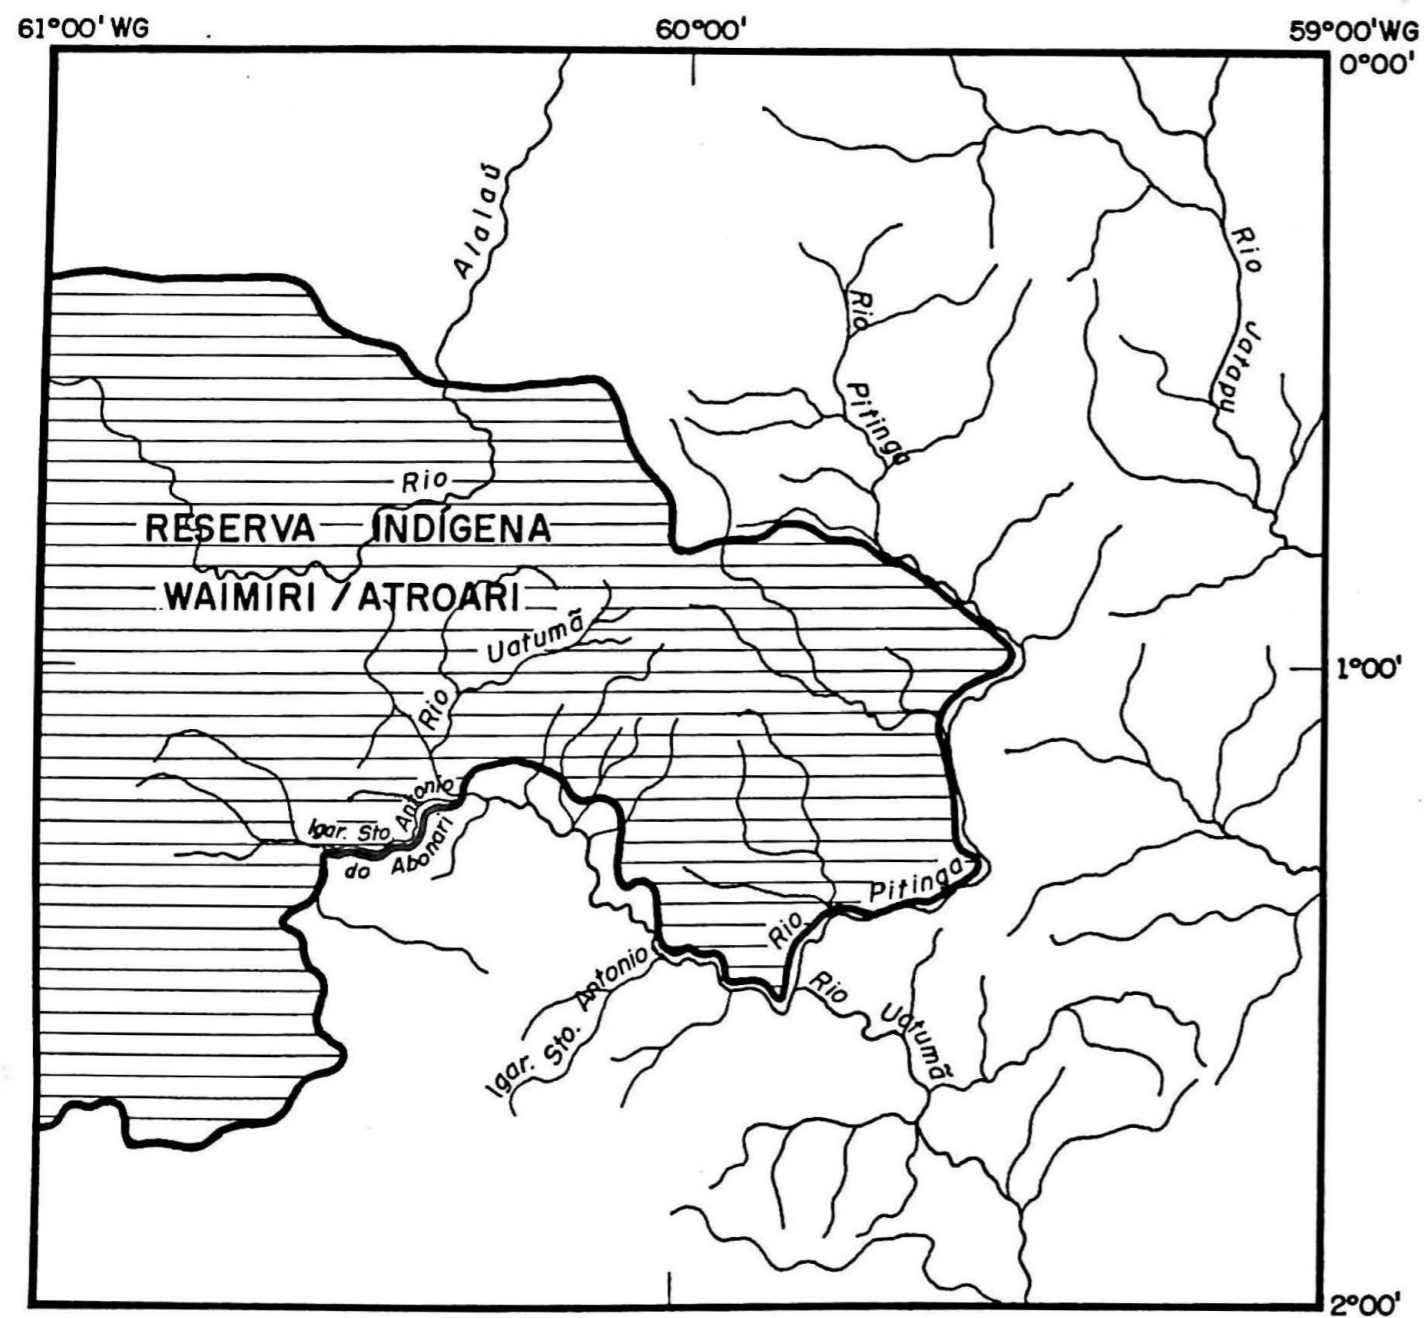 61°00' WG 60°00' 59°00' WG
0°00'
Alalaú
Rio Jatapu
Rio Pitinga
Rio
RESERVA INDÍGENA
WAIMIRI / ATROARI
Rio Uatumã
1°00'
Igar. Sto Antonio
do Abonari
Rio Pitinga
Igar. Sto. Antonio
Rio Uatumã
2°00'